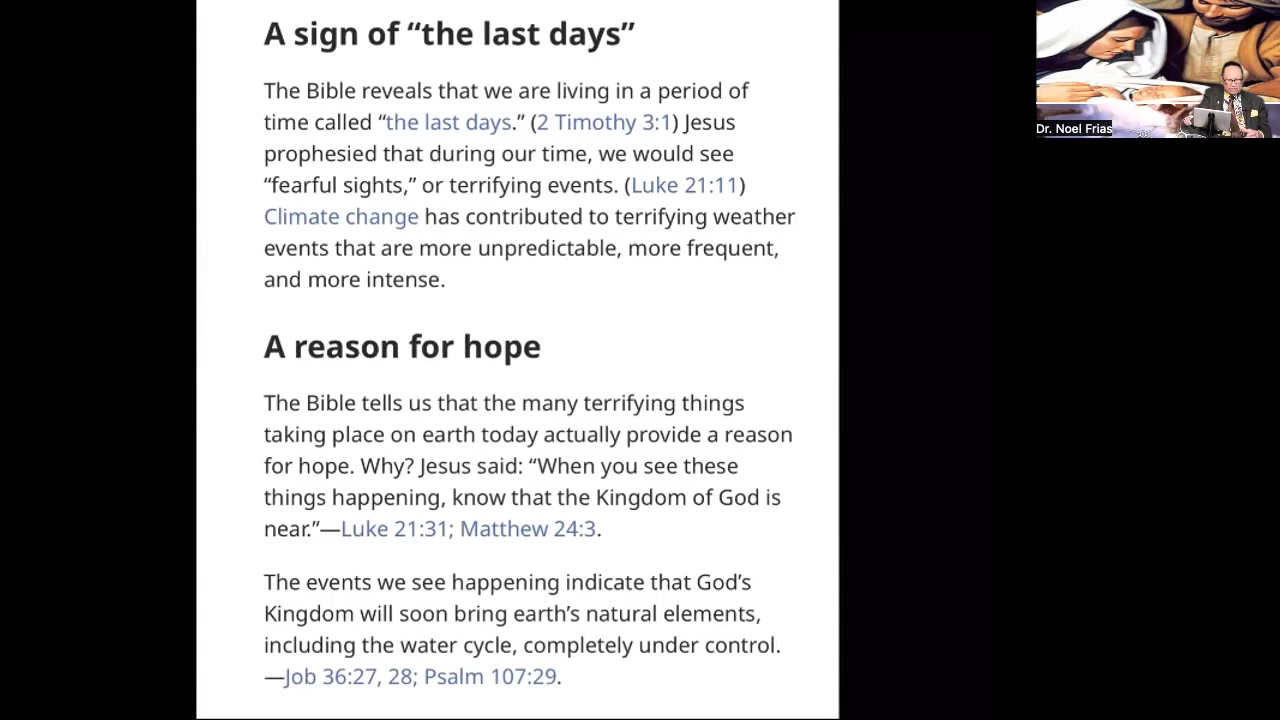 A sign of “the last days”
The Bible reveals that we are living in a period of
time called “the last days.” (2 Timothy 3:1) Jesus
prophesied that during our time, we would see
“fearful sights,” or terrifying events. (Luke 21:11)
Climate change has contributed to terrifying weather
events that are more unpredictable, more frequent,
and more intense.
A reason for hope
The Bible tells us that the many terrifying things
taking place on earth today actually provide a reason
for hope. Why? Jesus said: “When you see these
things happening, know that the Kingdom of God is
near.”—Luke 21:31; Matthew 24:3.
The events we see happening indicate that God’s
Kingdom will soon bring earth’s natural elements,
including the water cycle, completely under control.
—Job 36:27, 28; Psalm 107:29.
Dr. Noel Frias